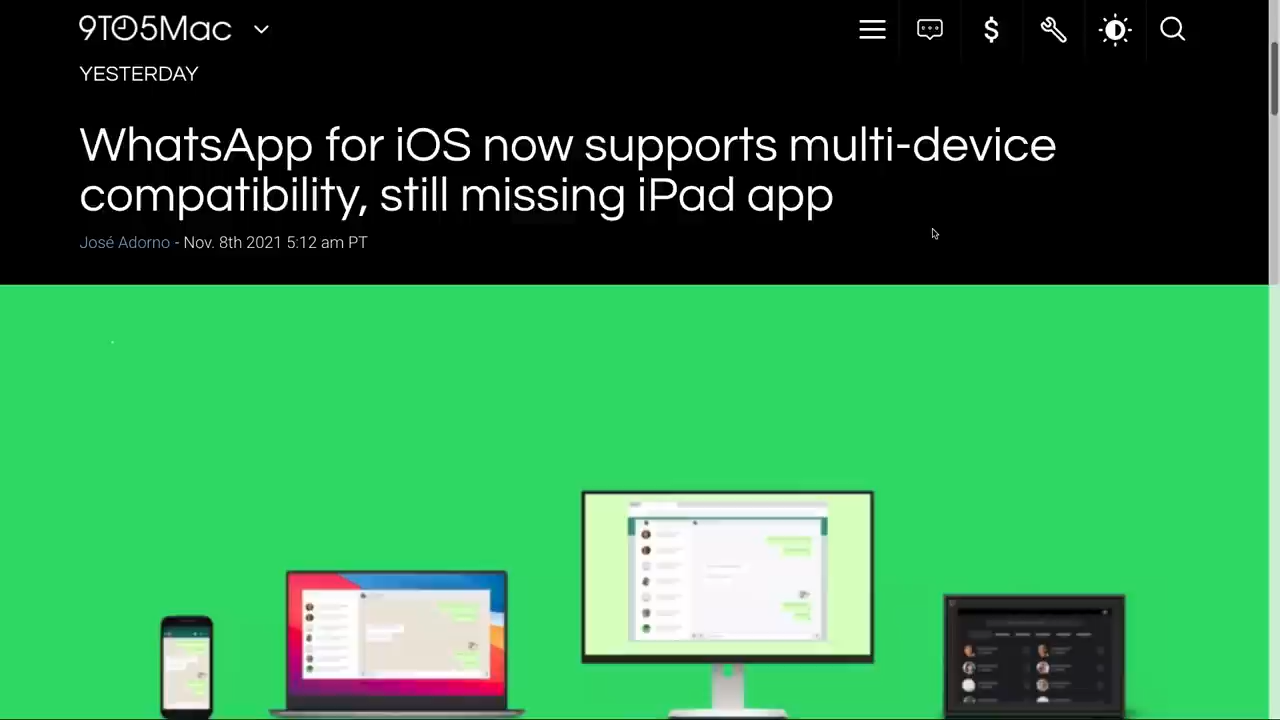 9TO5Mac
YESTERDAY
WhatsApp for iOS now supports multi-device
compatibility, still missing iPad app
José Adorno - Nov. 8th 2021 5:12 am PT